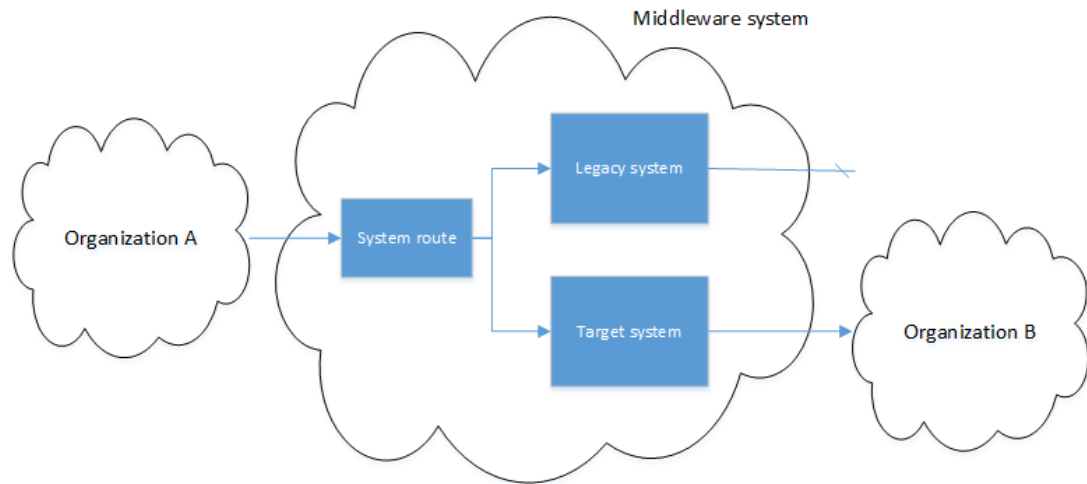 Middleware system
Legacy system
Organization A
System route
Target system
Organization B